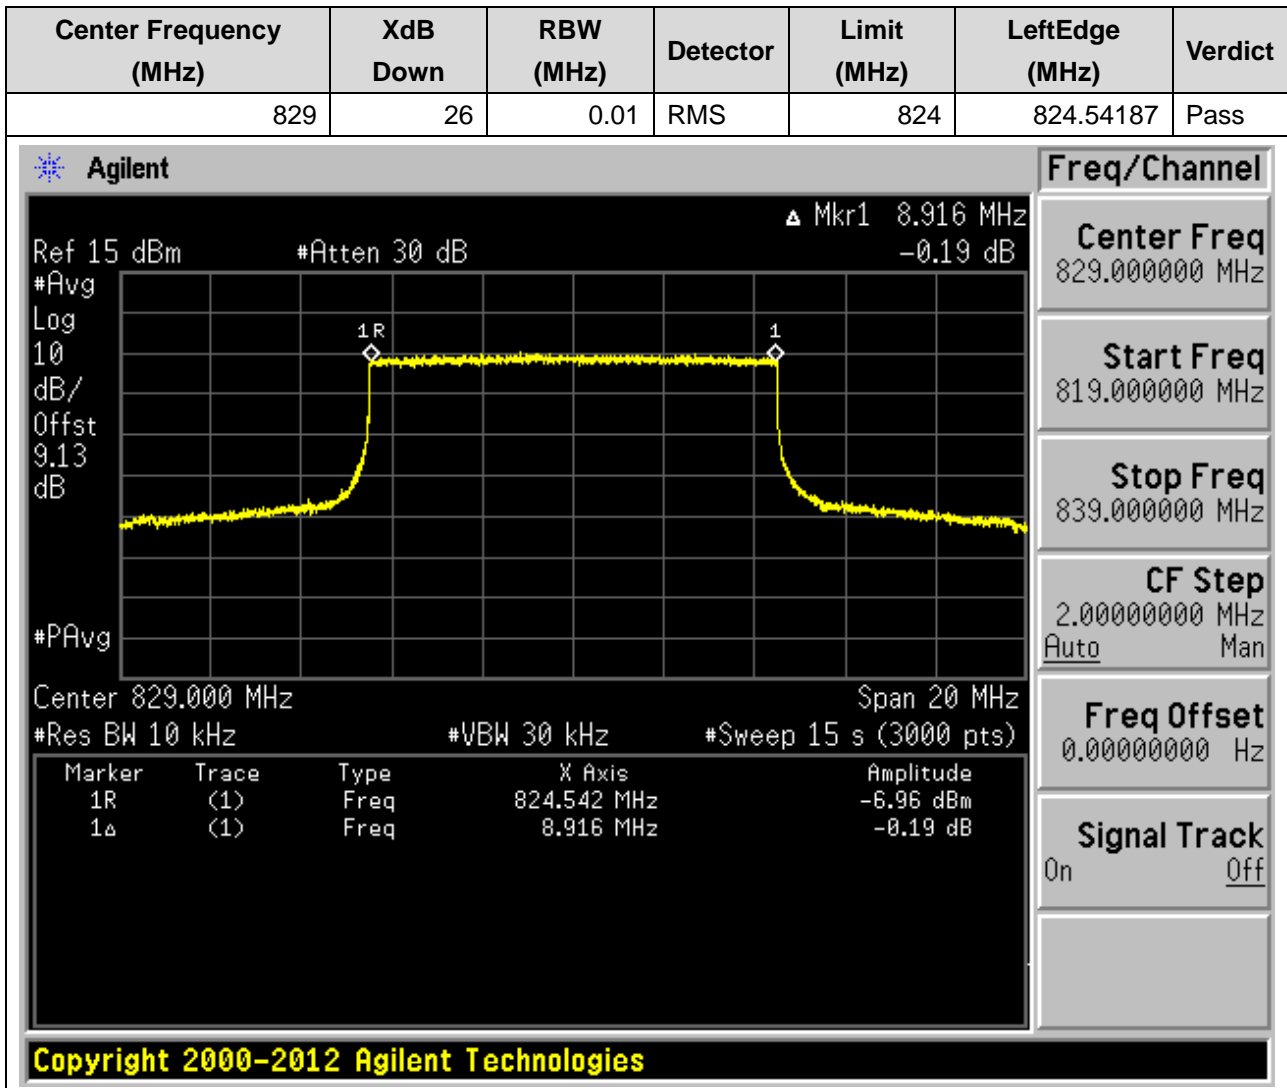 Center Frequency (MHz) XdB Down RBW (MHz) Detector Limit (MHz) LeftEdge (MHz) Verdict
829 26 0.01 RMS 824 824.54187 Pass
Agilent
Freq/Channel
Δ Mkr1 8.916 MHz
Ref 15 dBm #Atten 30 dB -0.19 dB
#Avg
Log
10
dB/
Offst
9.13
dB
1R
1
#PAvg
Center 829.000 MHz Span 20 MHz
#Res BW 10 kHz #VBW 30 kHz #Sweep 15 s (3000 pts)
Marker Trace Type X Axis Amplitude
1R (1) Freq 824.542 MHz -6.96 dBm
1Δ (1) Freq 8.916 MHz -0.19 dB
Center Freq
829.000000 MHz
Start Freq
819.000000 MHz
Stop Freq
839.000000 MHz
CF Step
2.00000000 MHz
Auto Man
Freq Offset
0.00000000 Hz
Signal Track
On Off
Copyright 2000-2012 Agilent Technologies